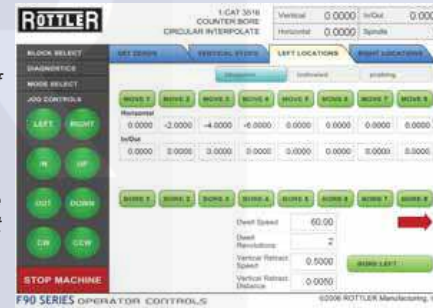 ROTTLER
1:CAT 3516
COUNTER BORE
CIRCULAR INTERPOLATE
Vertical 0.0000 In/Out 0.000
Horizontal 0.0000 Spindle
BLOCK SELECT
DIAGNOSTICS
MODE SELECT
JOG CONTROLS
LEFT RIGHT
IN UP
OUT DOWN
CW CCW
STOP MACHINE
SET ZEROS VERTICAL STOPS LEFT LOCATIONS RIGHT LOCATIONS
blueprint indicated probing
MOVE 1 MOVE 2 MOVE 3 MOVE 4 MOVE 5 MOVE 6 MOVE 7 MOVE 8
Horizontal
0.0000 -2.0000 -4.0000 -6.0000 0.0000 0.0000 0.0000 0.0000
In/Out
0.0000 0.0000 0.0000 0.0000 0.0000 0.0000 0.0000 0.0000
BORE 1 BORE 2 BORE 3 BORE 4 BORE 5 BORE 6 BORE 7 BORE 8
Dwell Speed 60.00
Dwell Revolutions 2
Vertical Retract Speed 0.5000
Vertical Retract Distance 0.0050
BORE LEFT
F90 SERIES OPERATOR CONTROLS
©2006 ROTTLER Manufacturing,